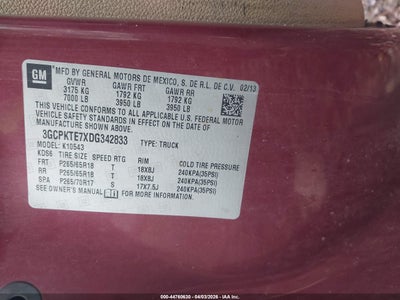 GM MFD BY GENERAL MOTORS DE MEXICO, S. DE R.L. DE C.V. 02/13
GVWR GAWR FRT GAWR RR
3175 KG 1792 KG 1792 KG
7000 LB 3950 LB 3950 LB
THIS VEHICLE CONFORMS TO ALL APPLICABLE U.S. FEDERAL MOTOR
VEHICLE SAFETY STANDARDS IN EFFECT ON THE DATE OF
MANUFACTURE SHOWN ABOVE.
3GCPKTE7XDG342833 TYPE: TRUCK
MODEL: K10543
KDS6 TIRE SIZE SPEED RTG RIM COLD TIRE PRESSURE
FRT P265/65R18 T 18X8J 240KPA(35PSI)
RR P265/65R18 T 18X8J 240KPA(35PSI)
SPA P265/70R17 S 17X7.5J 240KPA(35PSI)
SEE OWNER'S MANUAL FOR ADDITIONAL INFORMATION.
***44760630*** 04/03/2026 - IAA